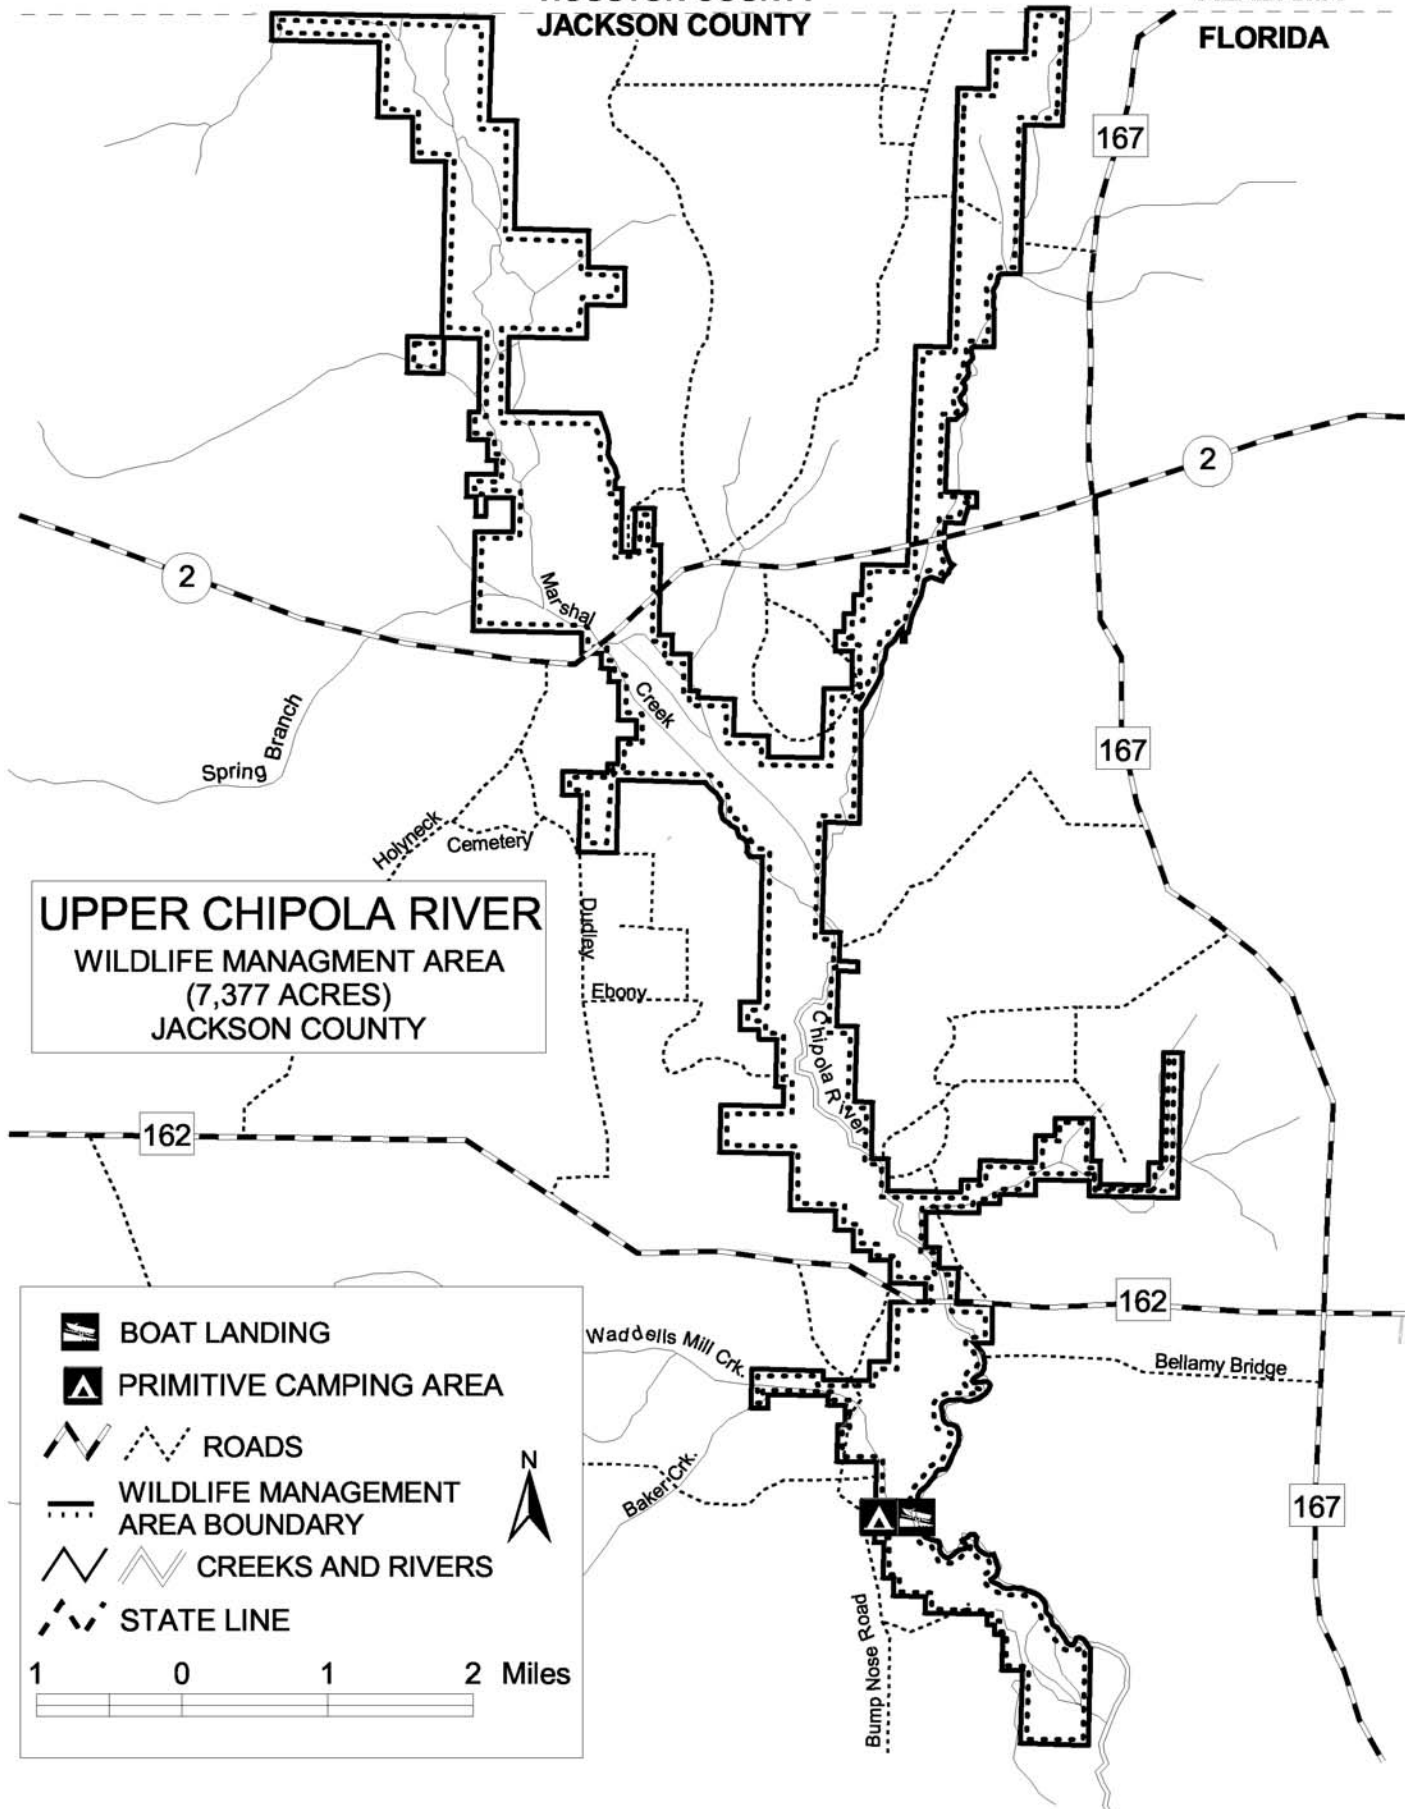 JACKSON COUNTY
FLORIDA
167
2
2
Marshal
Creek
Spring Branch
167
Holyneck
Cemetery
UPPER CHIPOLA RIVER
WILDLIFE MANAGMENT AREA
(7,377 ACRES)
JACKSON COUNTY
Dudley
Ebony
Chipola River
162
162
BOAT LANDING
PRIMITIVE CAMPING AREA
ROADS
WILDLIFE MANAGEMENT
AREA BOUNDARY
CREEKS AND RIVERS
STATE LINE
N
1 0 1 2 Miles
Waddells Mill Crk.
Bellamy Bridge
Baker Crk.
167
Bump Nose Road